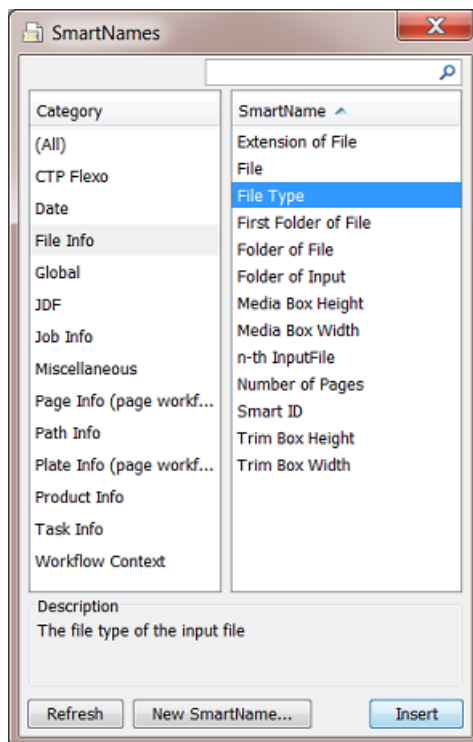 SmartNames
Category
(All)
CTP Flexo
Date
File Info
Global
JDF
Job Info
Miscellaneous
Page Info (page workf...
Path Info
Plate Info (page workf...
Product Info
Task Info
Workflow Context
SmartName
Extension of File
File
File Type
First Folder of File
Folder of File
Folder of Input
Media Box Height
Media Box Width
n-th InputFile
Number of Pages
Smart ID
Trim Box Height
Trim Box Width
Description
The file type of the input file
Refresh
New SmartName...
Insert